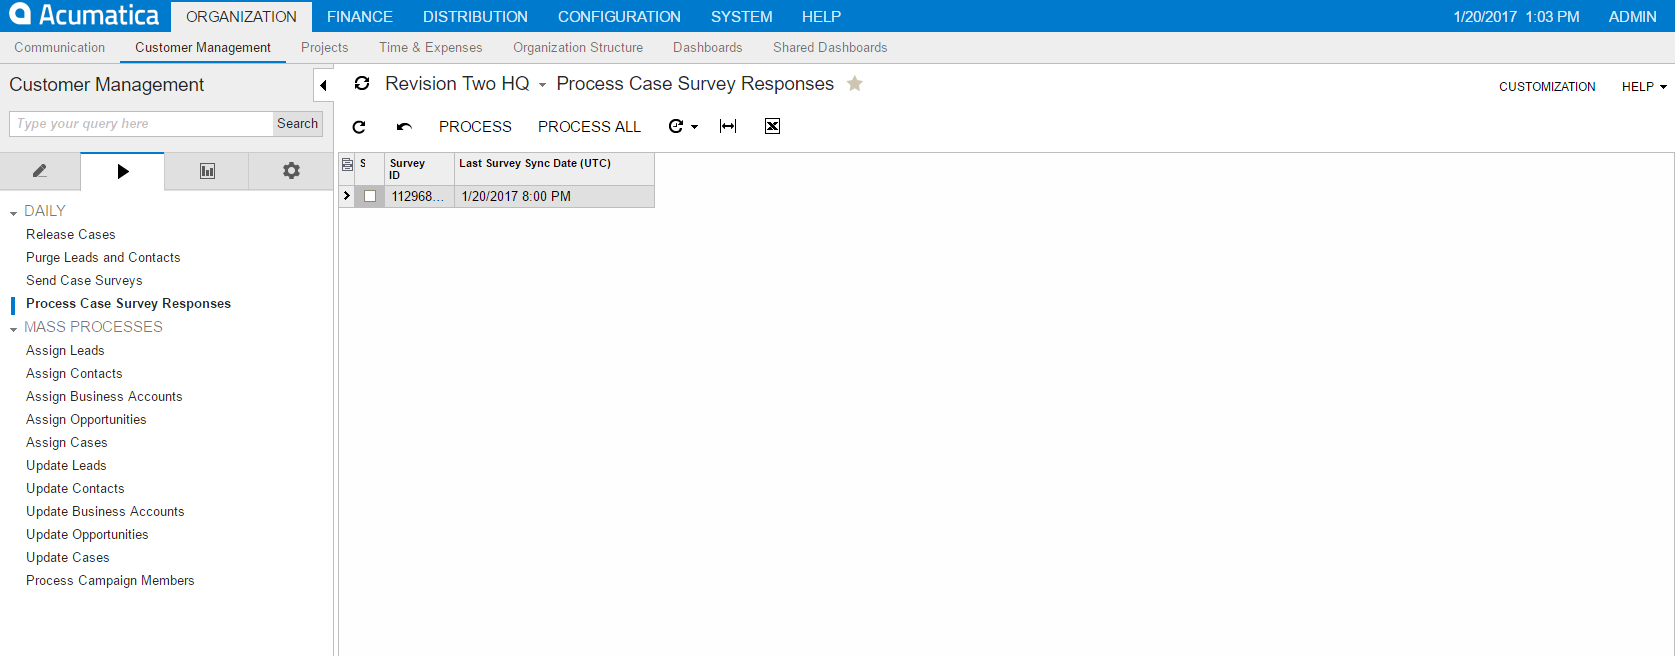 Acumatica ORGANIZATION FINANCE DISTRIBUTION CONFIGURATION SYSTEM HELP 1/20/2017 1:03 PM ADMIN
Communication Customer Management Projects Time & Expenses Organization Structure Dashboards Shared Dashboards
Customer Management
Type your query here Search
DAILY
Release Cases
Purge Leads and Contacts
Send Case Surveys
Process Case Survey Responses
MASS PROCESSES
Assign Leads
Assign Contacts
Assign Business Accounts
Assign Opportunities
Assign Cases
Update Leads
Update Contacts
Update Business Accounts
Update Opportunities
Update Cases
Process Campaign Members
Revision Two HQ Process Case Survey Responses
CUSTOMIZATION HELP
PROCESS PROCESS ALL
S Survey ID Last Survey Sync Date (UTC)
112968... 1/20/2017 8:00 PM